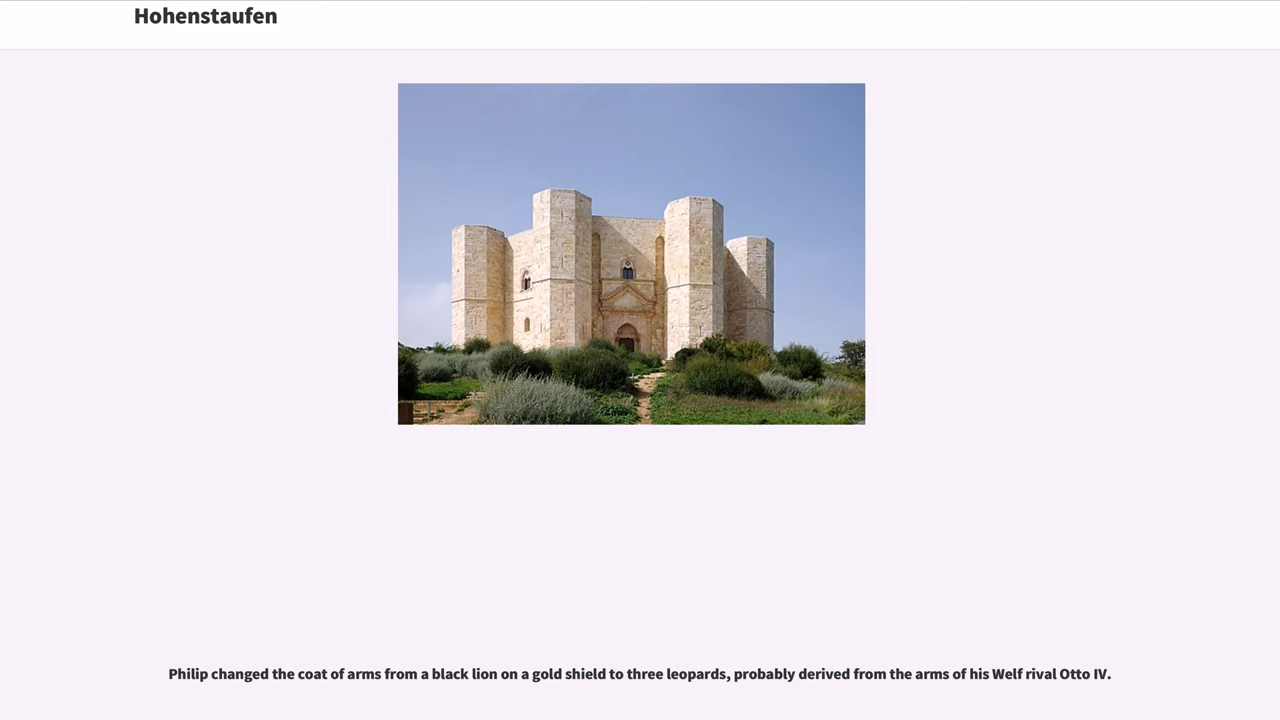 Hohenstaufen
Philip changed the coat of arms from a black lion on a gold shield to three leopards, probably derived from the arms of his Welf rival Otto IV.